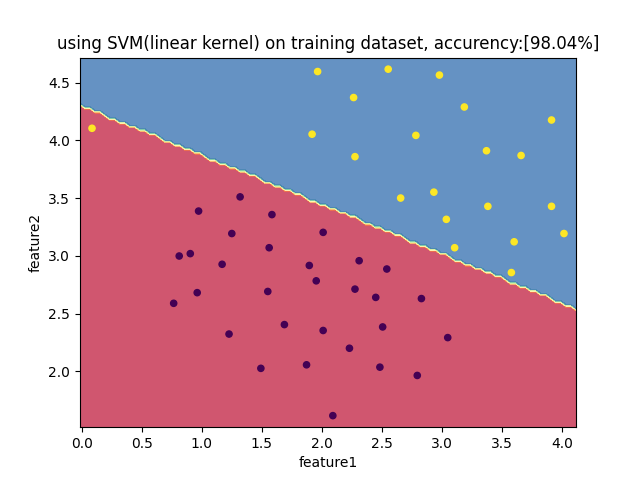 using SVM(linear kernel) on training dataset, accurency:[98.04%]
4.5
4.0
3.5
3.0
2.5
2.0
feature2
0.0 0.5 1.0 1.5 2.0 2.5 3.0 3.5 4.0
feature1